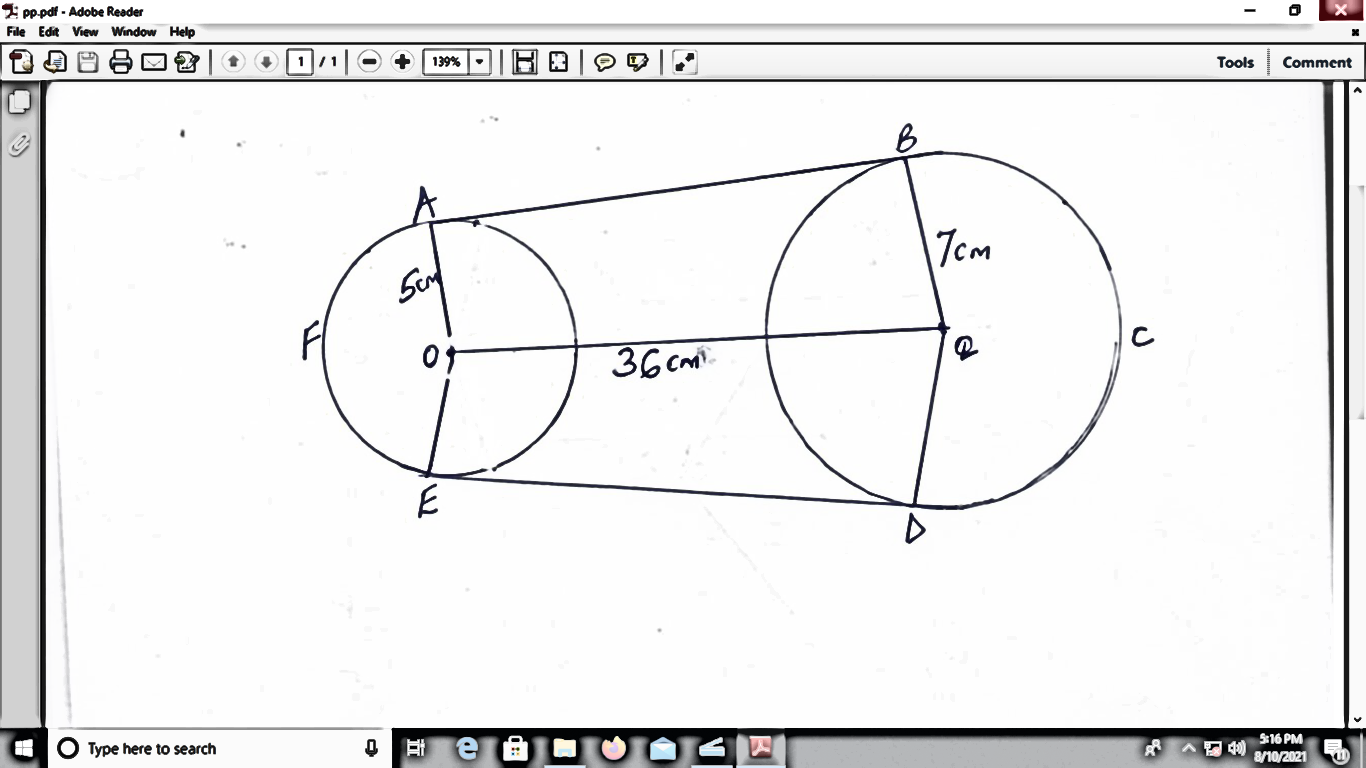 pp.pdf - Adobe Reader
File Edit View Window Help
1 / 1 139% Tools Comment
B
A
7cm
5cm
F
C
O
Q
36cm
E
D
Type here to search
5:16 PM
8/10/2021